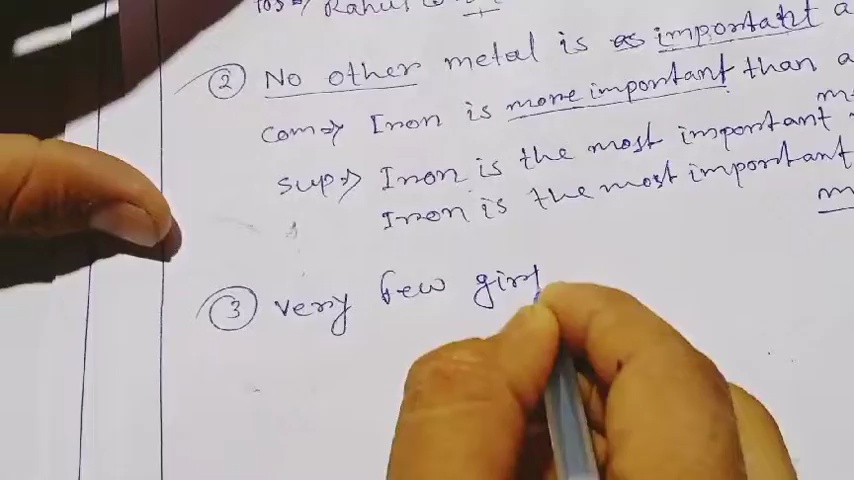 Rahul
② No other metal is as important a
com⇒ Iron is more important than a
sup⇒ Iron is the most important m
Iron is the most important
m
③ very few girl